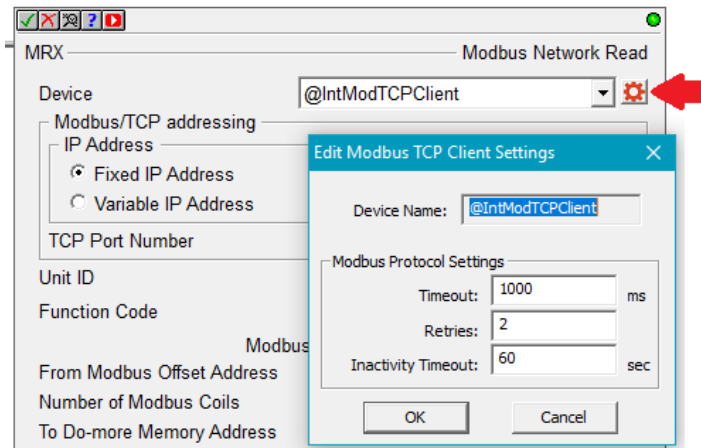 MRX Modbus Network Read
Device @IntModTCPClient
Modbus/TCP addressing
IP Address
Fixed IP Address
Variable IP Address
TCP Port Number
Unit ID
Function Code
Modbus
From Modbus Offset Address
Number of Modbus Coils
To Do-more Memory Address
Edit Modbus TCP Client Settings
Device Name: @IntModTCPClient
Modbus Protocol Settings
Timeout: 1000 ms
Retries: 2
Inactivity Timeout: 60 sec
OK Cancel